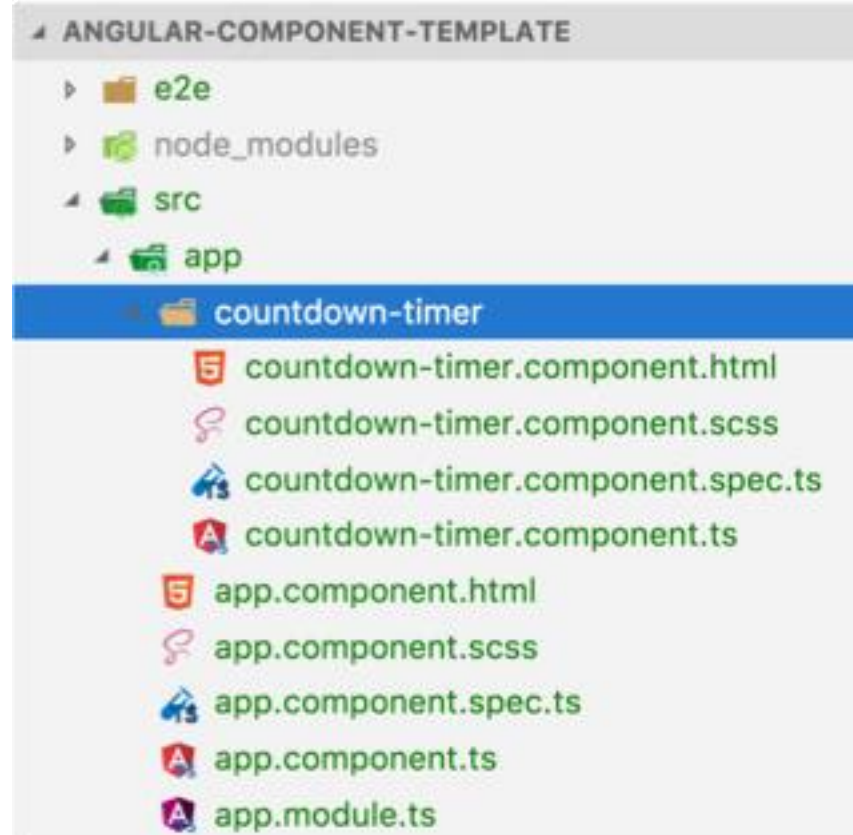 ANGULAR-COMPONENT-TEMPLATE
e2e
node_modules
src
app
countdown-timer
countdown-timer.component.html
countdown-timer.component.scss
countdown-timer.component.spec.ts
countdown-timer.component.ts
app.component.html
app.component.scss
app.component.spec.ts
app.component.ts
app.module.ts